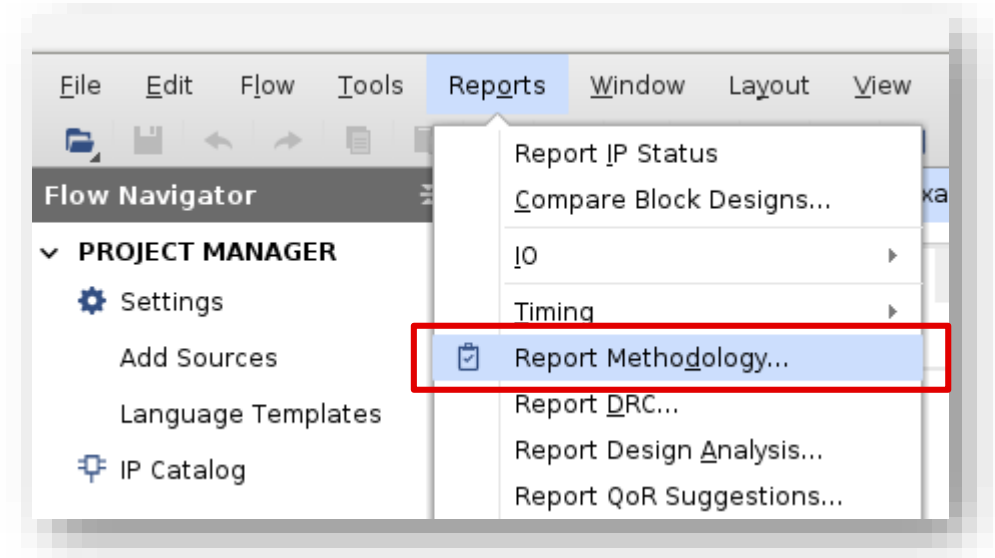 File Edit Flow Tools Reports Window Layout View
Flow Navigator
xa
PROJECT MANAGER
Settings
Add Sources
Language Templates
IP Catalog
Report IP Status
Compare Block Designs...
IO
Timing
Report Methodology...
Report DRC...
Report Design Analysis...
Report QoR Suggestions...